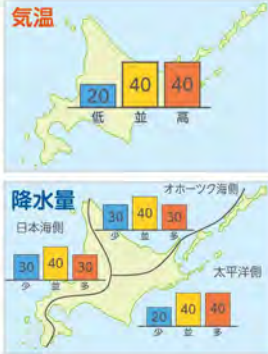 気温
20 40 40
低 並 高
降水量
オホーツク海側
30 40 30
少 並 多
日本海側
30 40 30
少 並 多
太平洋側
20 40 40
少 並 多